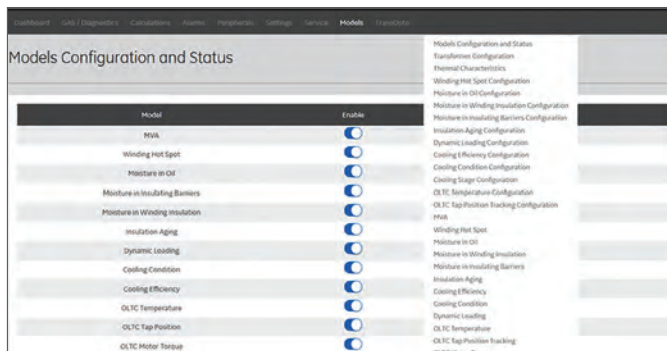 Dashboard GAS / Diagnostics Calculations Alarms Peripherals Settings Service Models TransData
Models Configuration and Status
Model Enable
MVA
Winding Hot Spot
Moisture in Oil
Moisture in Insulating Barriers
Moisture in Winding Insulation
Insulation Aging
Dynamic Loading
Cooling Condition
Cooling Efficiency
OLTC Temperature
OLTC Tap Position
OLTC Motor Torque
Models Configuration and Status
Transformer Configuration
Thermal Characteristics
Winding Hot Spot Configuration
Moisture in Oil Configuration
Moisture in Winding Insulation Configuration
Moisture in Insulating Barriers Configuration
Insulation Aging Configuration
Dynamic Loading Configuration
Cooling Efficiency Configuration
Cooling Condition Configuration
Cooling Stage Configuration
OLTC Temperature Configuration
OLTC Tap Position Tracking Configuration
MVA
Winding Hot Spot
Moisture in Oil
Moisture in Winding Insulation
Moisture in Insulating Barriers
Insulation Aging
Cooling Efficiency
Cooling Condition
Dynamic Loading
OLTC Temperature
OLTC Tap Position Tracking